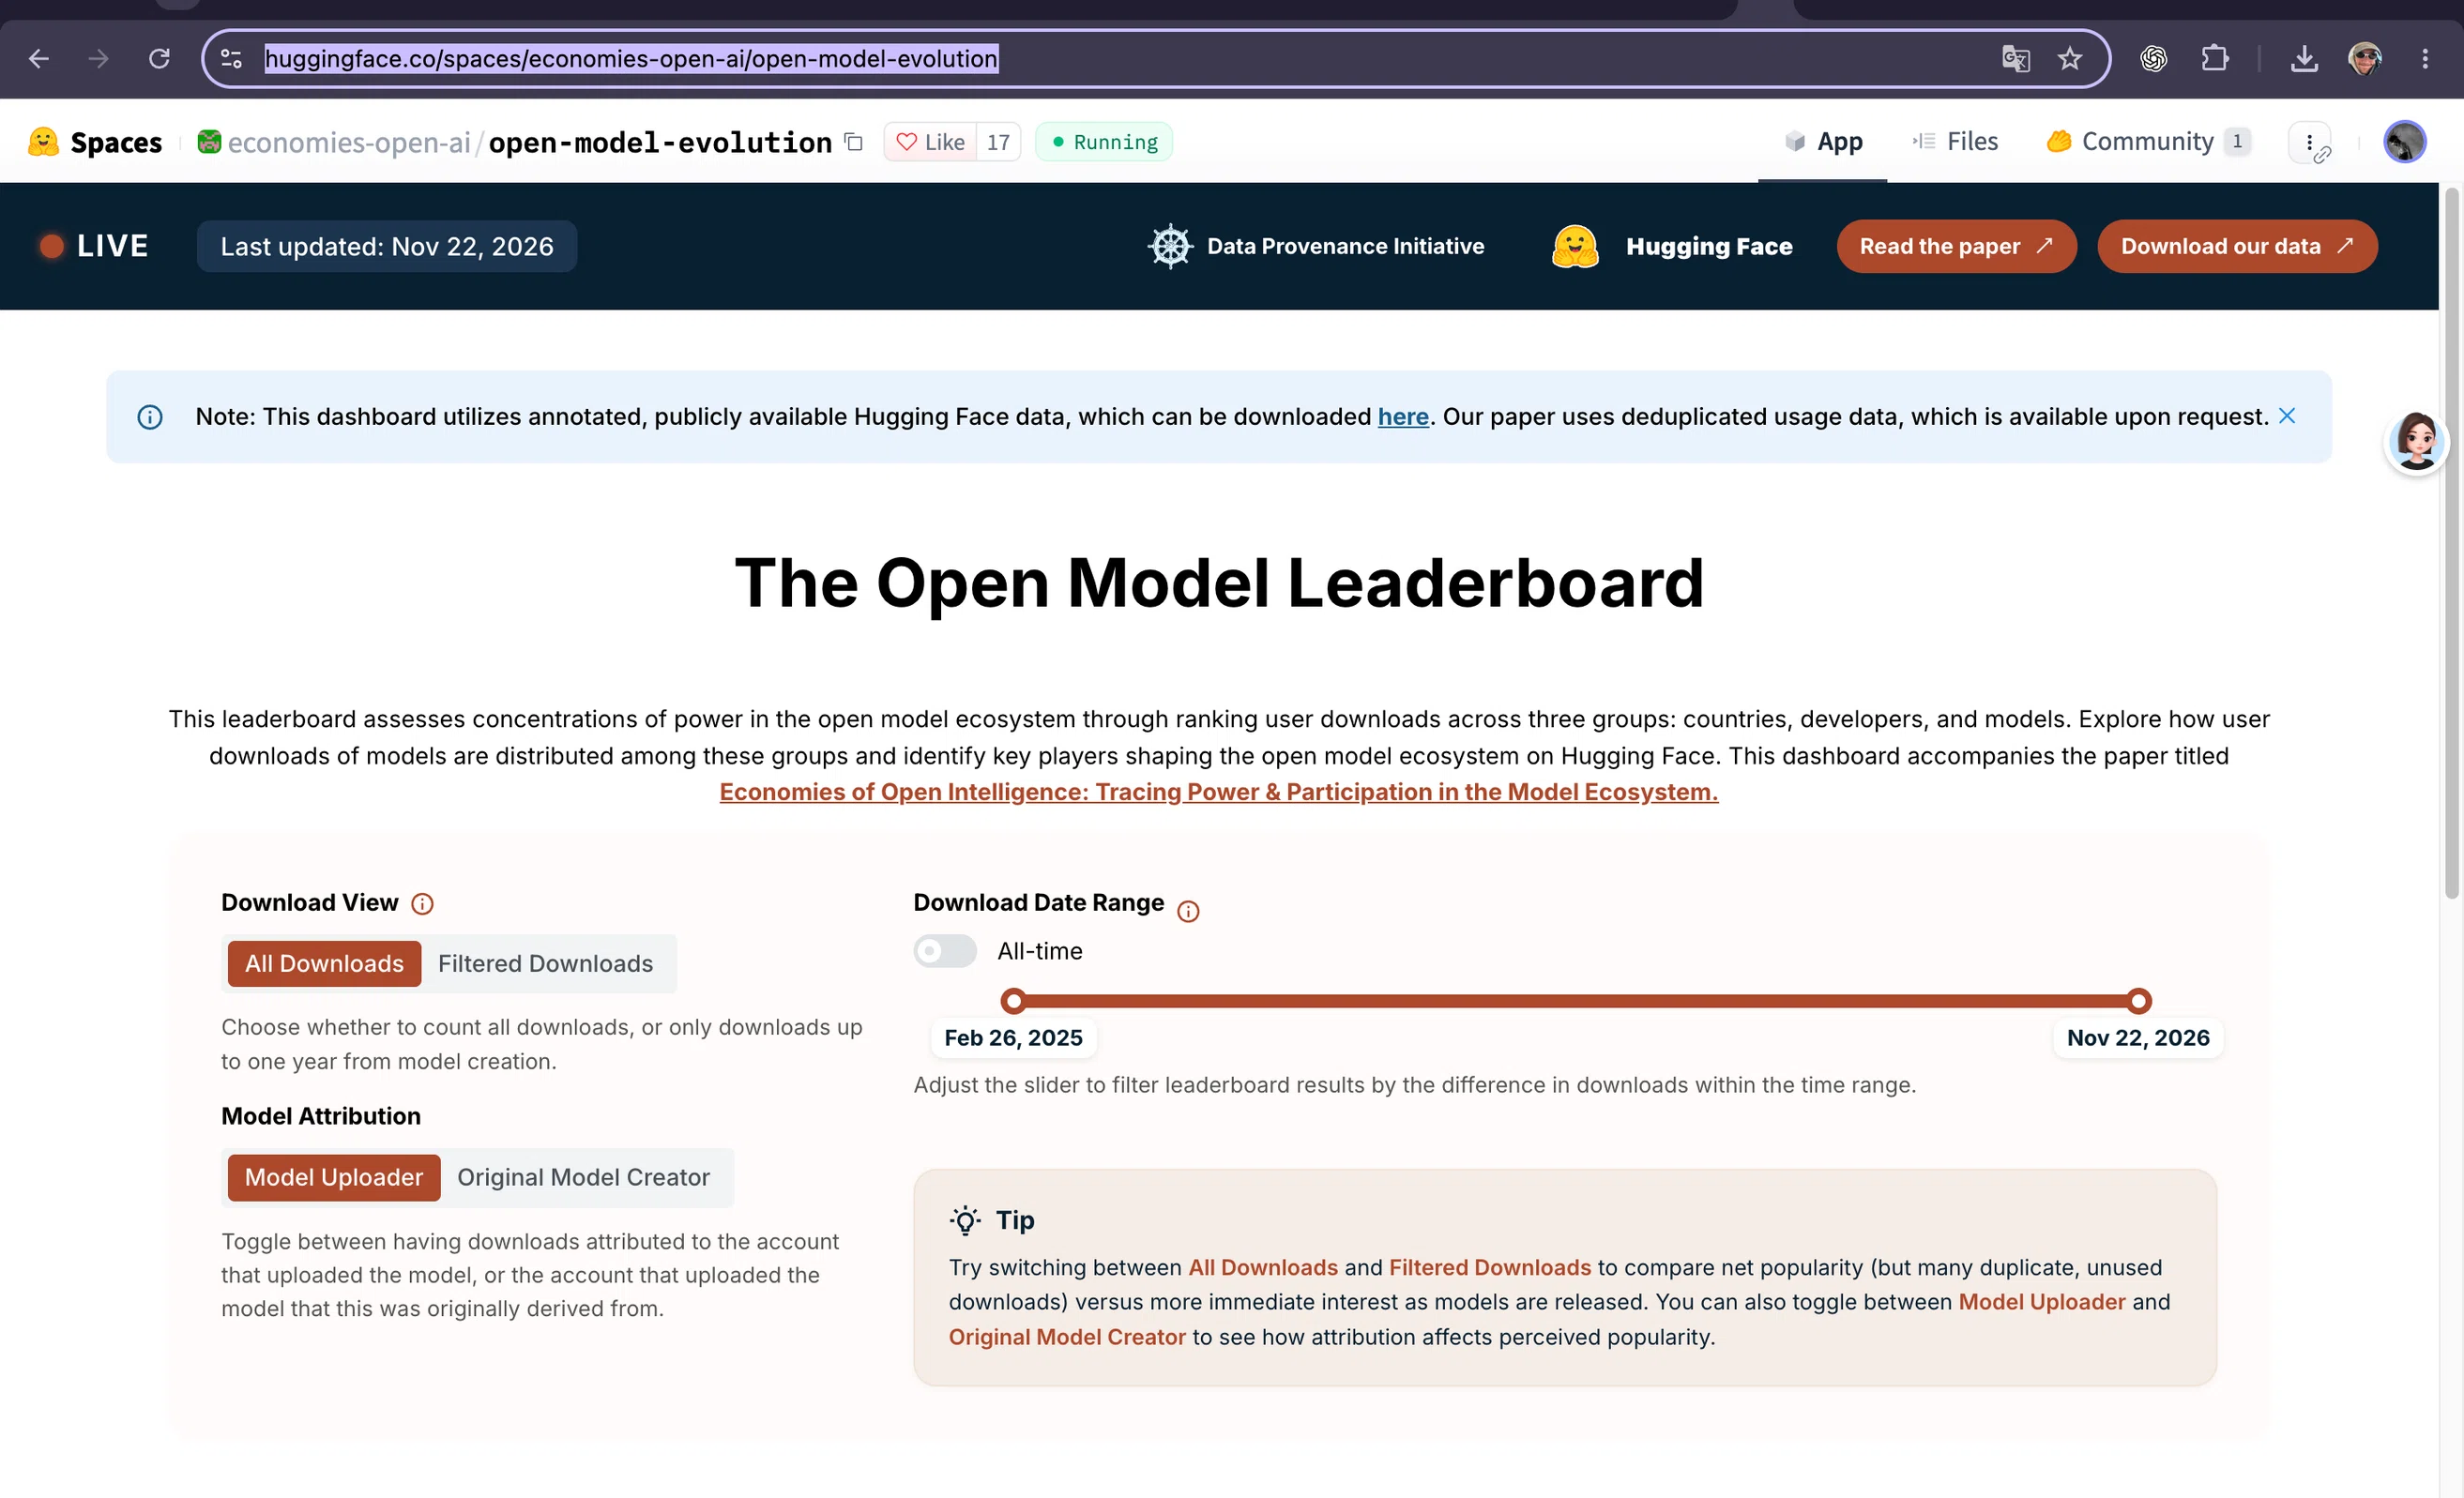 huggingface.co/spaces/economies-open-ai/open-model-evolution
Spaces economies-open-ai/open-model-evolution Like 17 Running App Files Community 1
LIVE Last updated: Nov 22, 2026 Data Provenance Initiative Hugging Face Read the paper ↗ Download our data ↗
Note: This dashboard utilizes annotated, publicly available Hugging Face data, which can be downloaded here. Our paper uses deduplicated usage data, which is available upon request.
The Open Model Leaderboard
This leaderboard assesses concentrations of power in the open model ecosystem through ranking user downloads across three groups: countries, developers, and models. Explore how user
downloads of models are distributed among these groups and identify key players shaping the open model ecosystem on Hugging Face. This dashboard accompanies the paper titled
Economies of Open Intelligence: Tracing Power & Participation in the Model Ecosystem.
Download View
All Downloads Filtered Downloads
Choose whether to count all downloads, or only downloads up
to one year from model creation.
Model Attribution
Model Uploader Original Model Creator
Toggle between having downloads attributed to the account
that uploaded the model, or the account that uploaded the
model that this was originally derived from.
Download Date Range
All-time
Feb 26, 2025 Nov 22, 2026
Adjust the slider to filter leaderboard results by the difference in downloads within the time range.
Tip
Try switching between All Downloads and Filtered Downloads to compare net popularity (but many duplicate, unused
downloads) versus more immediate interest as models are released. You can also toggle between Model Uploader and
Original Model Creator to see how attribution affects perceived popularity.